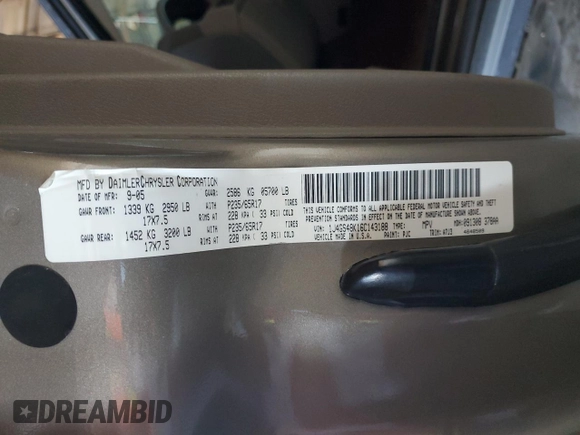 MFD BY DAIMLERCHRYSLER CORPORATION
DATE OF MFR: 9-05 GVWR: 2586 KG 05700 LB
GAWR FRONT: 1339 KG 2950 LB WITH P235/65R17 TIRES
17X7.5 RIMS AT 228 KPA ( 33 PSI COLD
GAWR REAR: 1452 KG 3200 LB WITH P235/65R17 TIRES
17X7.5 RIMS AT 228 KPA ( 33 PSI COLD
THIS VEHICLE CONFORMS TO ALL APPLICABLE FEDERAL MOTOR VEHICLE SAFETY AND THEFT
PREVENTION STANDARDS IN EFFECT ON THE DATE OF MANUFACTURE SHOWN ABOVE.
VEHICLE MADE IN U.S.A. PAINT: PJC
TYPE: MPV MDH: TRIM:
DREAMBID